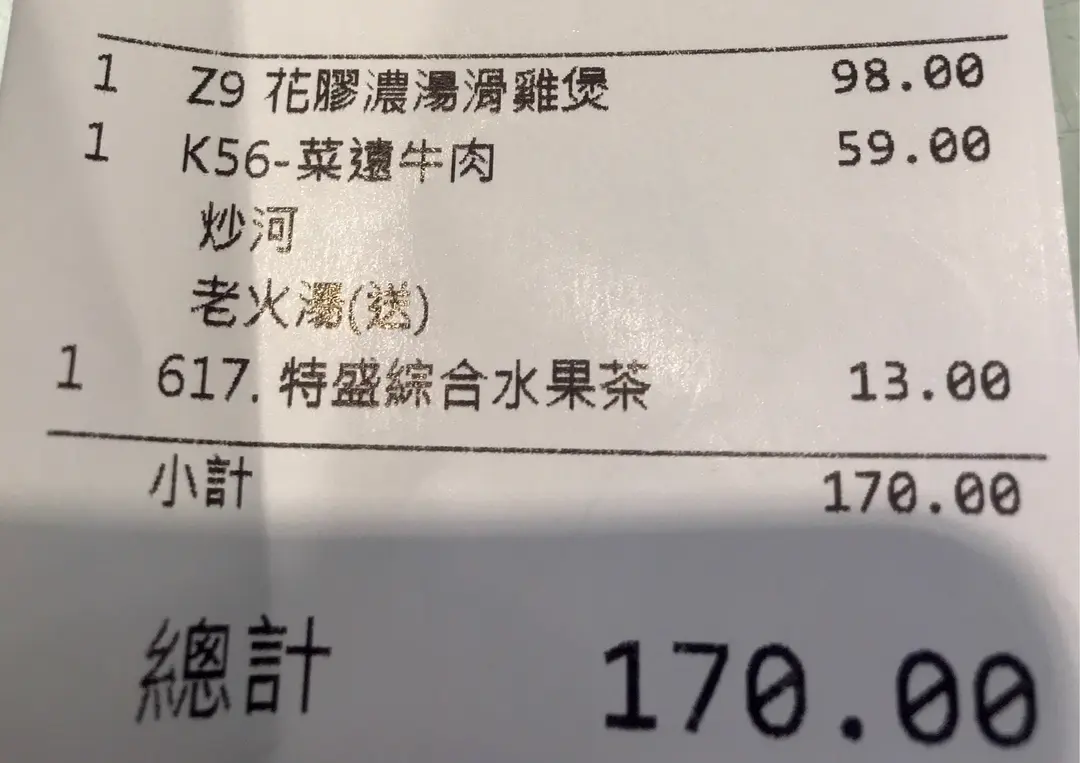 1 Z9 花膠濃湯滑雞煲 98.00
1 K56-菜遠牛肉 59.00
炒河
老火湯(送)
1 617. 特盛綜合水果茶 13.00
小計 170.00
總計 170.00